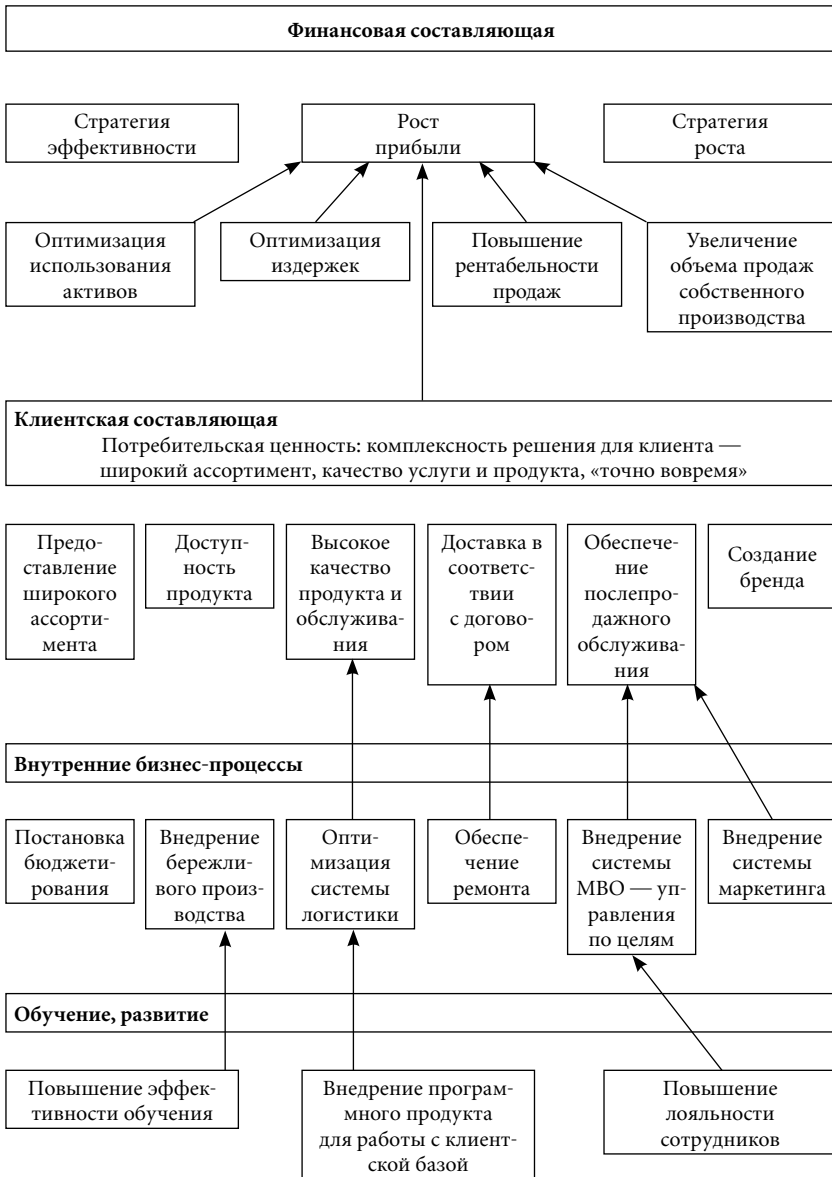 Финансовая составляющая
Стратегия
эффективности
Рост
прибыли
Стратегия
роста
Оптимизация
использования
активов
Оптимизация
издержек
Повышение
рентабельности
продаж
Увеличение
объема продаж
собственного
производства
Клиентская составляющая
Потребительская ценность: комплексность решения для клиента —
широкий ассортимент, качество услуги и продукта, «точно вовремя»
Предо-
ставление
широкого
ассорти-
мента
Доступ-
ность
продукта
Высокое
качество
продукта и
обслужива-
ния
Доставка в
соответс-
твии
с догово-
ром
Обеспече-
ние
послепро-
дажного
обслужива-
ния
Создание
бренда
Внутренние бизнес-процессы
Постановка
бюджети-
рования
Внедрение
бережли-
вого произ-
водства
Опти-
мизация
системы
логистики
Обеспе-
чение
ремонта
Внедрение
системы
МВО — уп-
равления
по целям
Внедрение
системы
маркетинга
Обучение, развитие
Повышение эффек-
тивности обучения
Внедрение програм-
много продукта
для работы с клиент-
ской базой
Повышение
лояльности
сотрудников